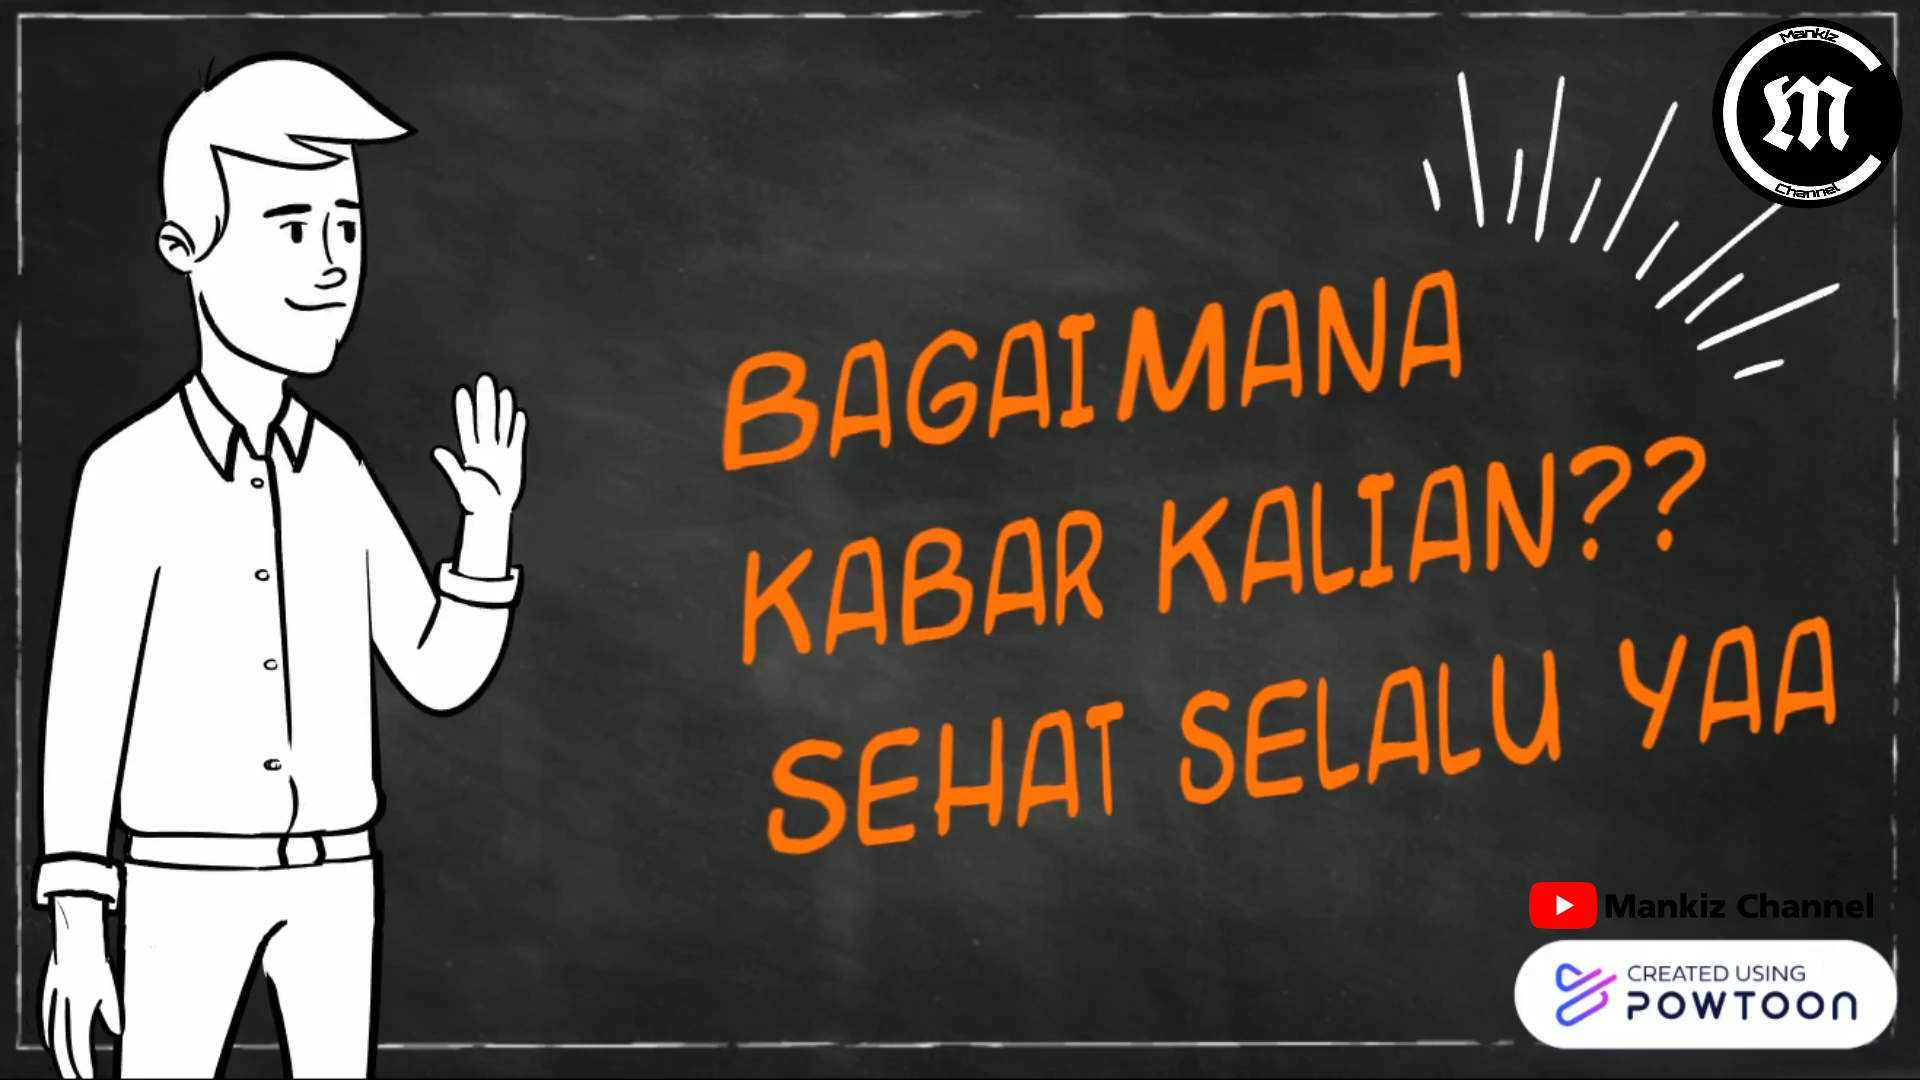 Mankiz
M
Channel
BAGAIMANA
KABAR KALIAN??
SEHAT SELALU YAA
Mankiz Channel
CREATED USING
POWTOON